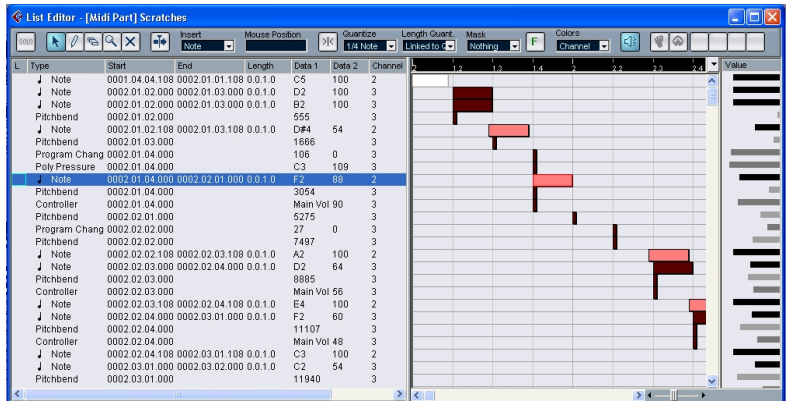 List Editor - [Midi Part] Scratches
SOLO Insert Mouse Position Quantize Length Quant. Mask Colors
Note 1/4 Note Linked to Nothing F Channel
L Type Start End Length Data 1 Data 2 Channel 2 1.2 1.3 1.4 2 2.2 2.3 2.4 Value
Note 0001.04.04.108 0002.01.01.108 0.0.1.0 C5 100 2
Note 0002.01.02.000 0002.01.03.000 0.0.1.0 D2 100 3
Note 0002.01.02.000 0002.01.03.000 0.0.1.0 B2 100 3
Pitchbend 0002.01.02.000 555 3
Note 0002.01.02.108 0002.01.03.108 0.0.1.0 D#4 54 2
Pitchbend 0002.01.03.000 1666 3
Program Chang 0002.01.04.000 106 0 3
Poly Pressure 0002.01.04.000 C3 109 3
Note 0002.01.04.000 0002.02.01.000 0.0.1.0 F2 88 2
Pitchbend 0002.01.04.000 3054 3
Controller 0002.01.04.000 Main Vol 90 3
Pitchbend 0002.02.01.000 5275 3
Program Chang 0002.02.02.000 27 0 3
Pitchbend 0002.02.02.000 7497 3
Note 0002.02.02.108 0002.02.03.108 0.0.1.0 A2 100 2
Note 0002.02.03.000 0002.02.04.000 0.0.1.0 D2 64 3
Pitchbend 0002.02.03.000 8885 3
Controller 0002.02.03.000 Main Vol 56 3
Note 0002.02.03.108 0002.02.04.108 0.0.1.0 E4 100 2
Note 0002.02.04.000 0002.03.01.000 0.0.1.0 F2 60 3
Pitchbend 0002.02.04.000 11107 3
Controller 0002.02.04.000 Main Vol 48 3
Note 0002.02.04.108 0002.03.01.108 0.0.1.0 C3 100 2
Note 0002.03.01.000 0002.03.02.000 0.0.1.0 C2 54 3
Pitchbend 0002.03.01.000 11940 3